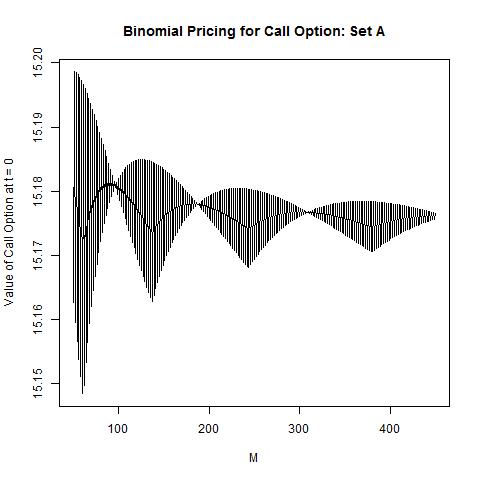 Binomial Pricing for Call Option: Set A
Value of Call Option at t = 0
15.20
15.19
15.18
15.17
15.16
15.15
100 200 300 400
M